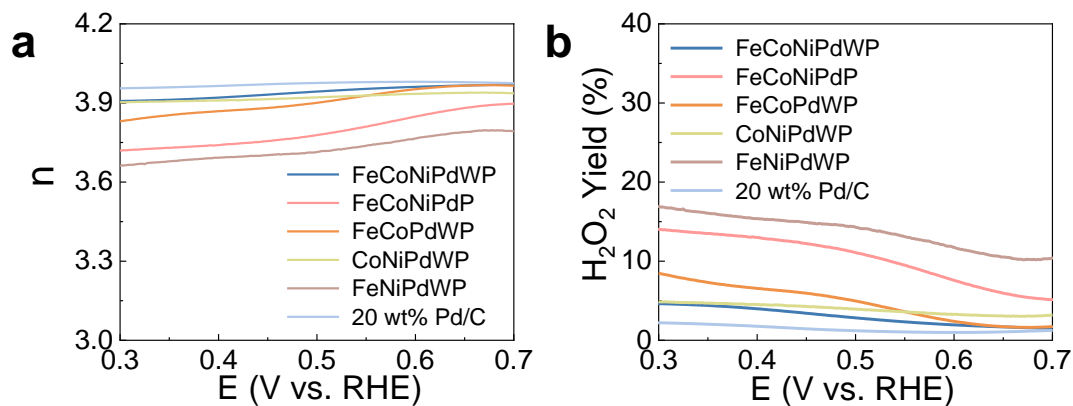 a
4.2
3.9
3.6
3.3
3.0
n
FeCoNiPdWP
FeCoNiPdP
FeCoPdWP
CoNiPdWP
FeNiPdWP
20 wt% Pd/C
0.3 0.4 0.5 0.6 0.7
E (V vs. RHE)
b
40
30
20
10
0
H₂O₂ Yield (%)
FeCoNiPdWP
FeCoNiPdP
FeCoPdWP
CoNiPdWP
FeNiPdWP
20 wt% Pd/C
0.3 0.4 0.5 0.6 0.7
E (V vs. RHE)